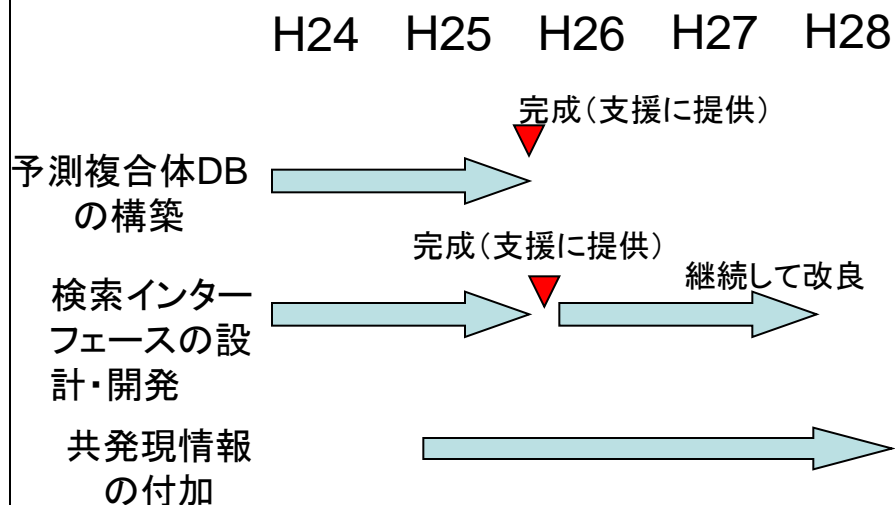 H24 H25 H26 H27 H28
完成(支援に提供)
予測複合体DB
の構築
完成(支援に提供)
継続して改良
検索インター
フェースの設
計・開発
共発現情報
の付加